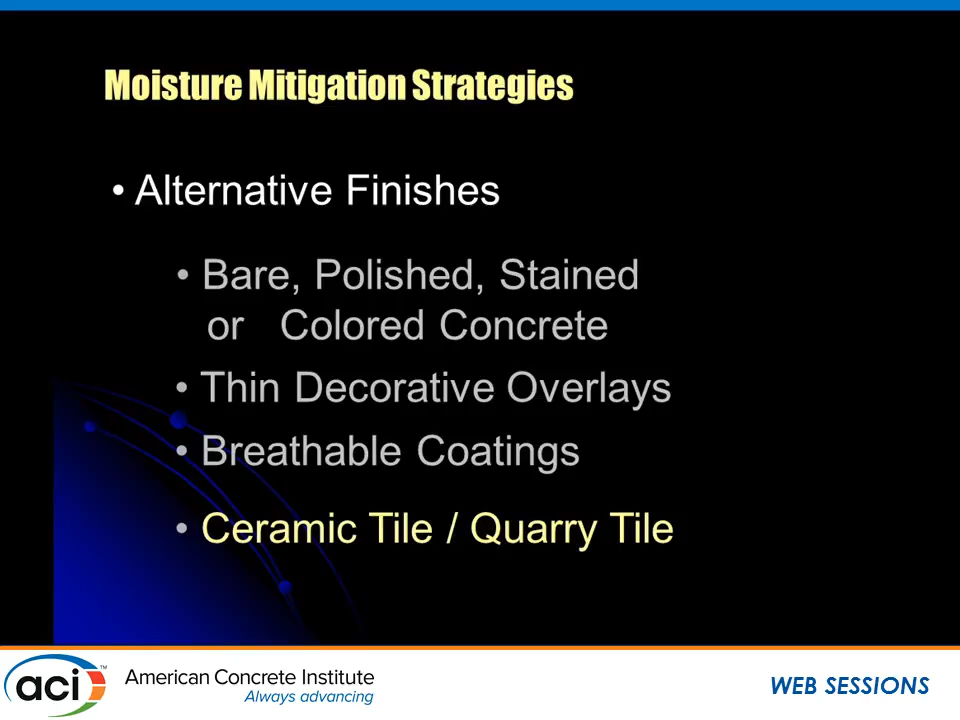 Moisture Mitigation Strategies
• Alternative Finishes
• Bare, Polished, Stained
or Colored Concrete
• Thin Decorative Overlays
• Breathable Coatings
• Ceramic Tile / Quarry Tile
aci™
American Concrete Institute
Always advancing
WEB SESSIONS